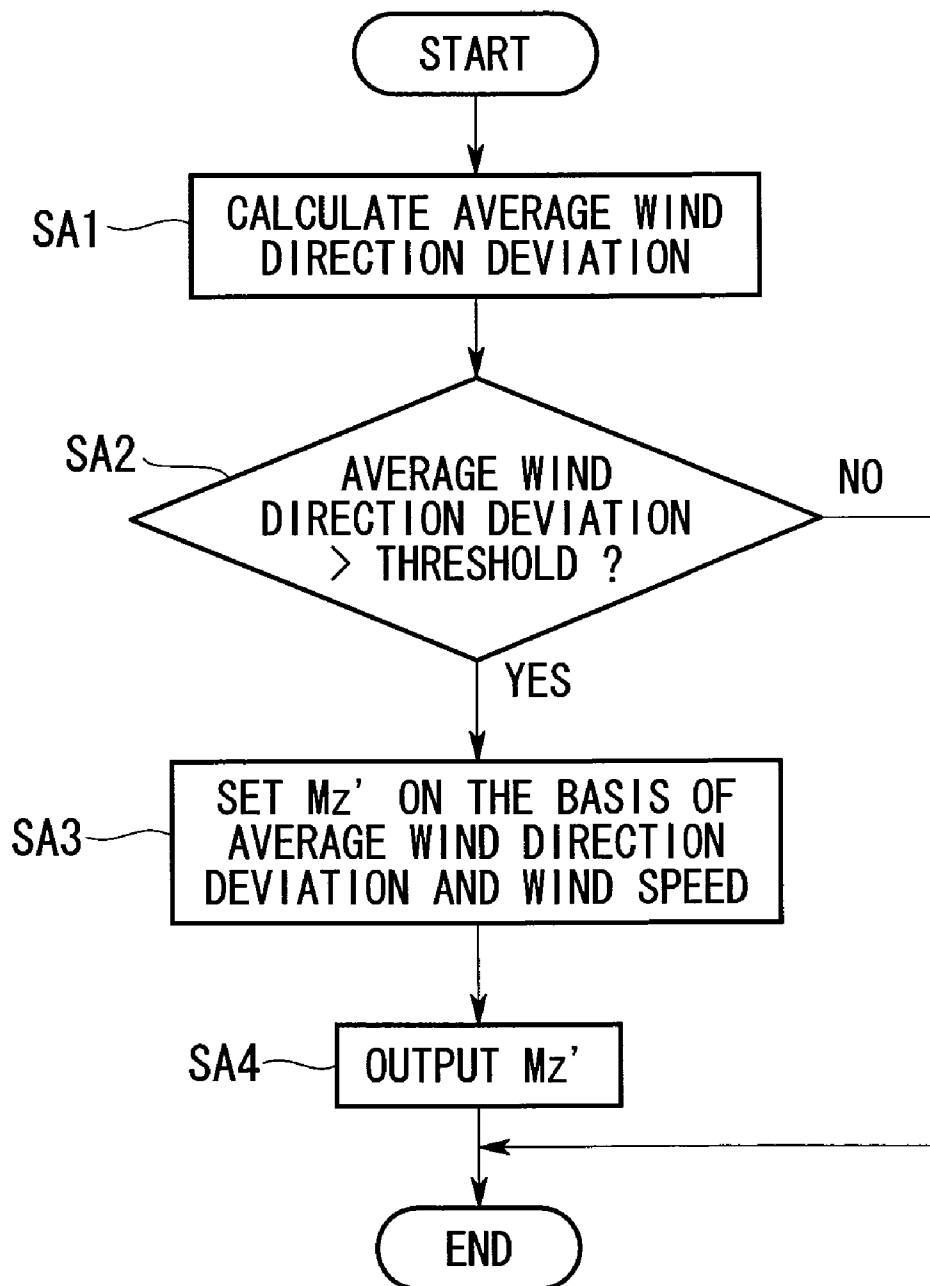 START
SA1
CALCULATE AVERAGE WIND
DIRECTION DEVIATION
SA2
AVERAGE WIND
DIRECTION DEVIATION
> THRESHOLD ?
NO
YES
SA3
SET Mz' ON THE BASIS OF
AVERAGE WIND DIRECTION
DEVIATION AND WIND SPEED
SA4
OUTPUT Mz'
END